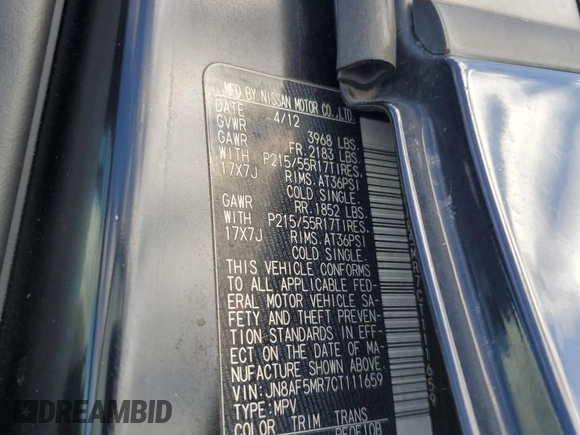 MFD BY NISSAN MOTOR CO.,LTD.
DATE 4/12
GVWR 3968 LBS.
GAWR FR.2183 LBS.
WITH P215/55R17TIRES.
17X7J RIMS.AT36PSI
COLD SINGLE.
GAWR RR.1852 LBS.
WITH P215/55R17TIRES.
17X7J RIMS.AT36PSI
COLD SINGLE.
THIS VEHICLE CONFORMS
TO ALL APPLICABLE FED-
ERAL MOTOR VEHICLE SA-
FETY AND THEFT PREVEN-
TION STANDARDS IN EFF-
ECT ON THE DATE OF MA-
NUFACTURE SHOWN ABOVE.
VIN:JN8AF5MR7CT111659
TYPE:MPV
COLOR TRIM TRANS
DREAMBID